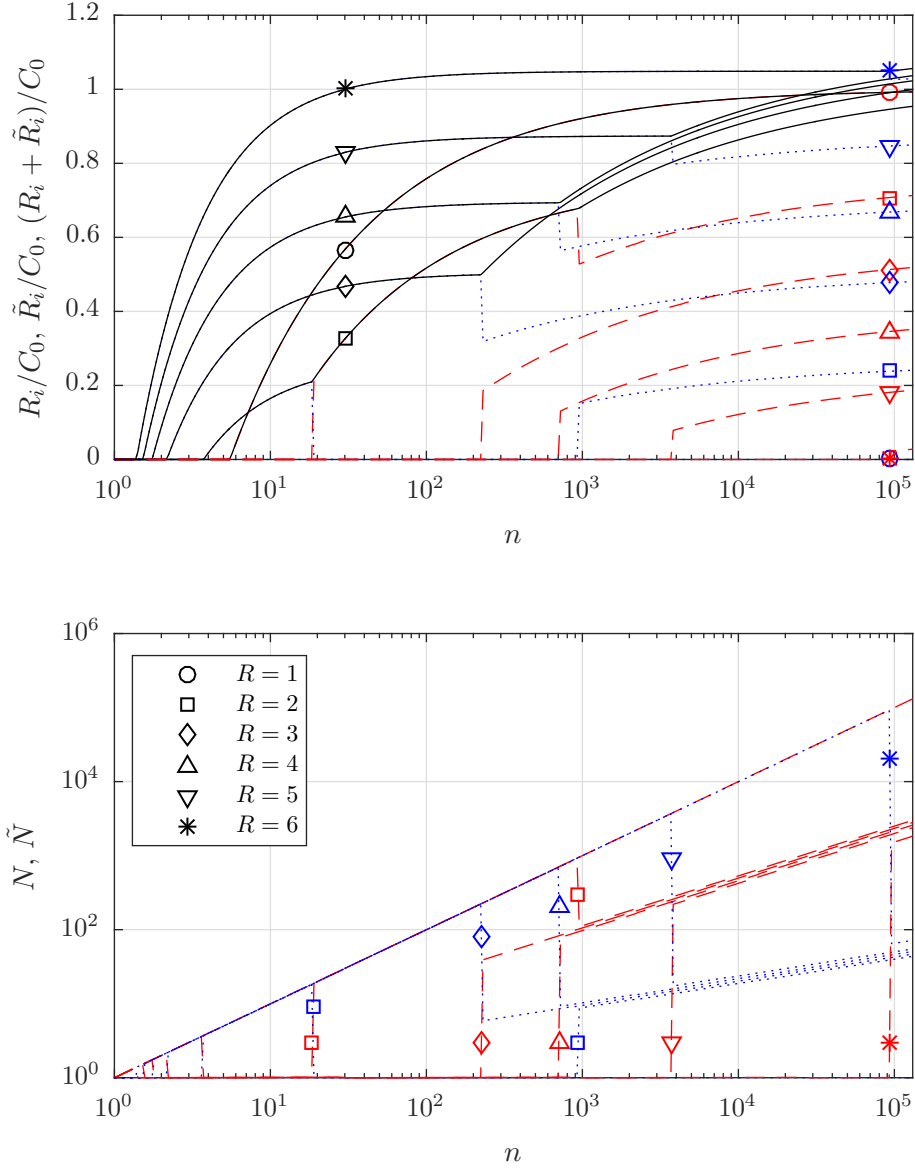 R_i/C_0, \tilde{R}_i/C_0, (R_i + \tilde{R}_i)/C_0
1.2
1
0.8
0.6
0.4
0.2
0
10^0 10^1 10^2 10^3 10^4 10^5
n
N, \tilde{N}
10^6
10^4
10^2
10^0
R = 1
R = 2
R = 3
R = 4
R = 5
R = 6
10^0 10^1 10^2 10^3 10^4 10^5
n